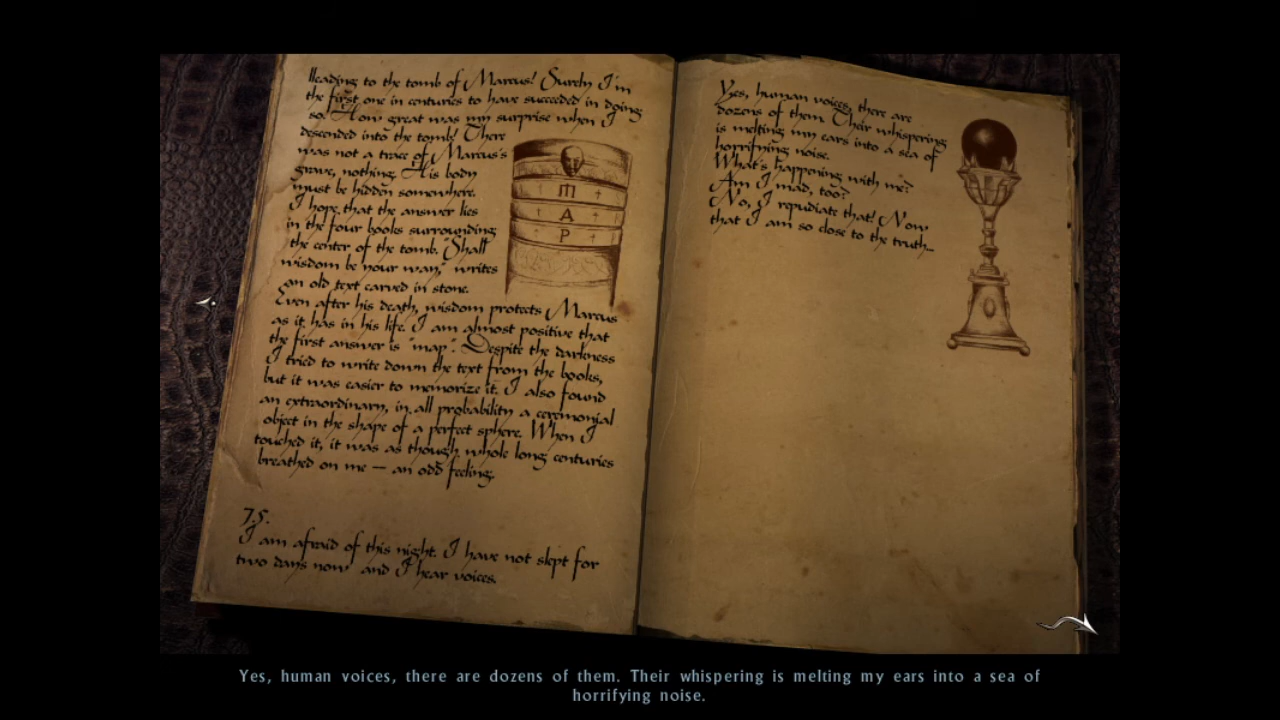 leading to the tomb of Marcus! Surely I'm
the first one in centuries to have succeeded in doing
so. How great was my surprise when I
descended into the tomb! There
was not a trace of Marcus's
grave, nothing. His body
must be hidden somewhere.
I hope that the answer lies
in the four books surrounding
the center of the tomb. "Shall
wisdom be your way," writes
an old text carved in stone.
Even after his death, wisdom protects Marcus
as it has in his life. I am almost positive that
the first answer is "map". Despite the darkness
I tried to write down the text from the books,
but it was easier to memorize it. I also found
an extraordinary, in all probability a ceremonial
object in the shape of a perfect sphere. When I
touched it, it was as though whole long centuries
breathed on me – an odd feeling.
M
A
P
7.5.
I am afraid of this night. I have not slept for
two days now and I hear voices.
Yes, human voices, there are
dozens of them. Their whispering
is melting my ears into a sea of
horrifying noise.
What's happening with me?
Am I mad, too?
No, I repudiate that! Now
that I am so close to the truth...
Yes, human voices, there are dozens of them. Their whispering is melting my ears into a sea of
horrifying noise.